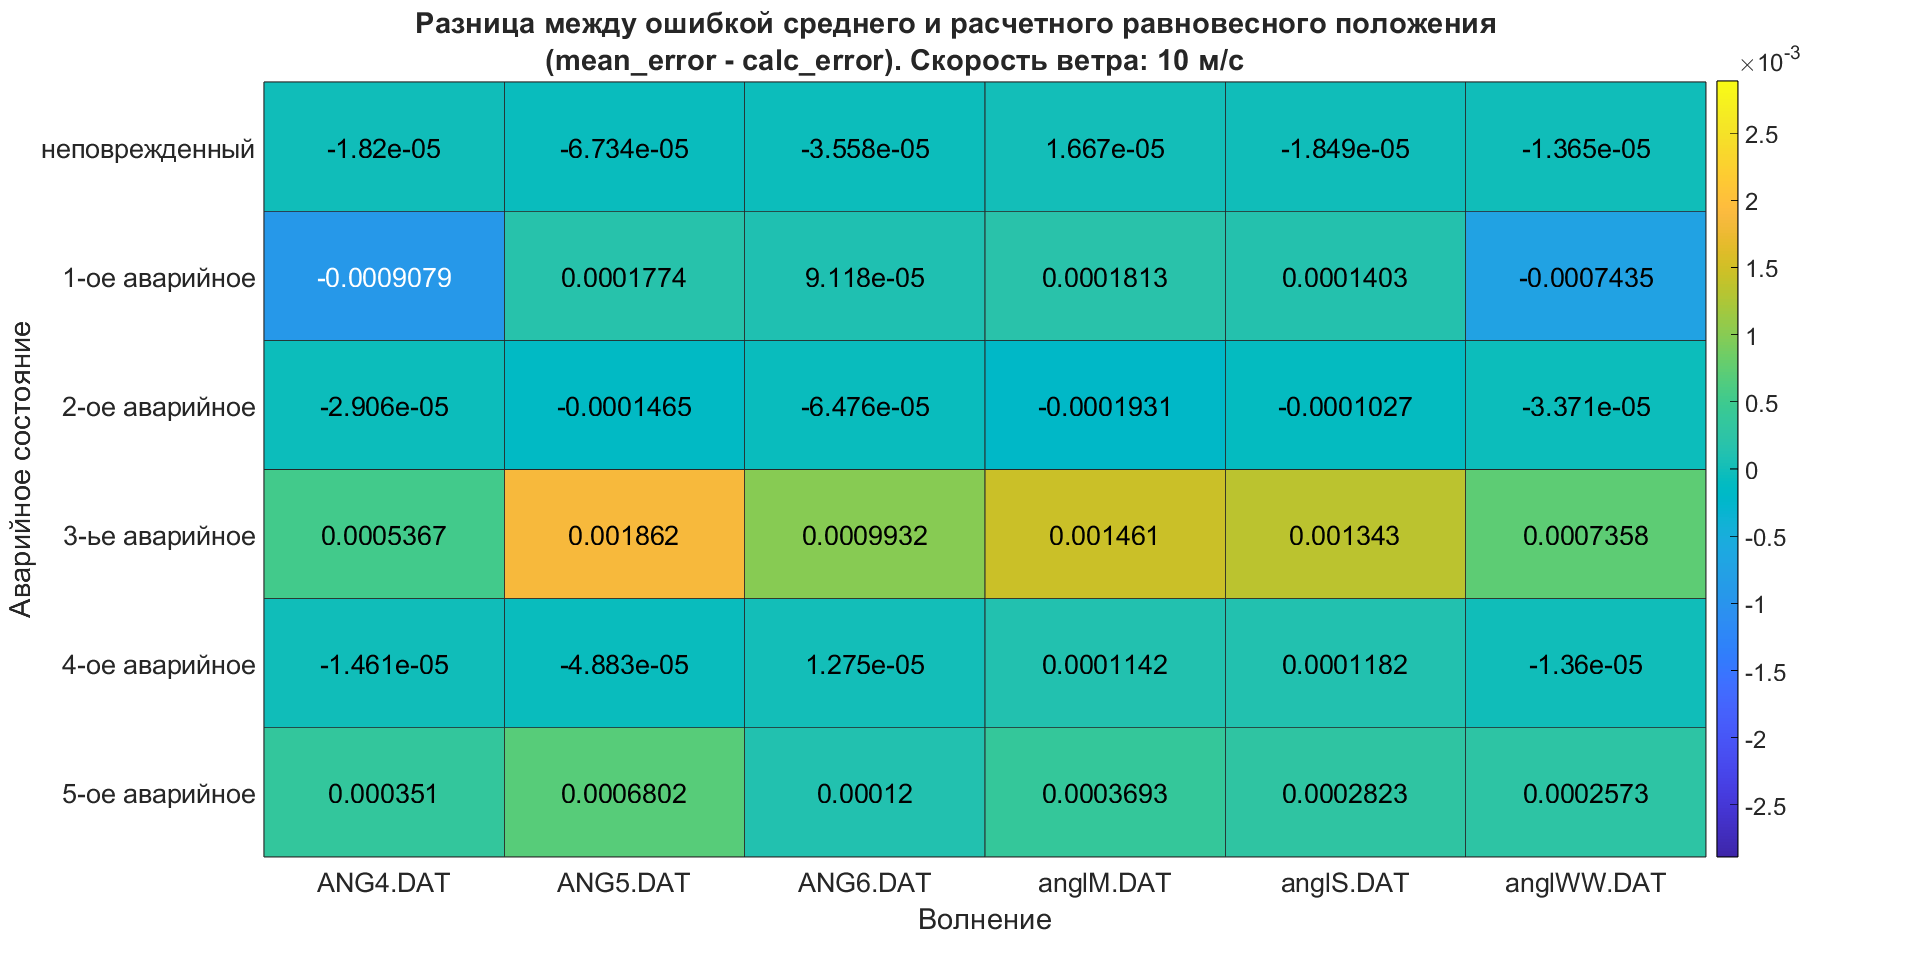 Разница между ошибкой среднего и расчетного равновесного положения
(mean_error - calc_error). Скорость ветра: 10 м/с
×10-3
неповрежденный -1.82e-05 -6.734e-05 -3.558e-05 1.667e-05 -1.849e-05 -1.365e-05
1-ое аварийное -0.0009079 0.0001774 9.118e-05 0.0001813 0.0001403 -0.0007435
2-ое аварийное -2.906e-05 -0.0001465 -6.476e-05 -0.0001931 -0.0001027 -3.371e-05
3-ье аварийное 0.0005367 0.001862 0.0009932 0.001461 0.001343 0.0007358
4-ое аварийное -1.461e-05 -4.883e-05 1.275e-05 0.0001142 0.0001182 -1.36e-05
5-ое аварийное 0.000351 0.0006802 0.00012 0.0003693 0.0002823 0.0002573
ANG4.DAT ANG5.DAT ANG6.DAT anglM.DAT anglS.DAT anglWW.DAT
Волнение
Аварийное состояние
2.5
2
1.5
1
0.5
0
-0.5
-1
-1.5
-2
-2.5